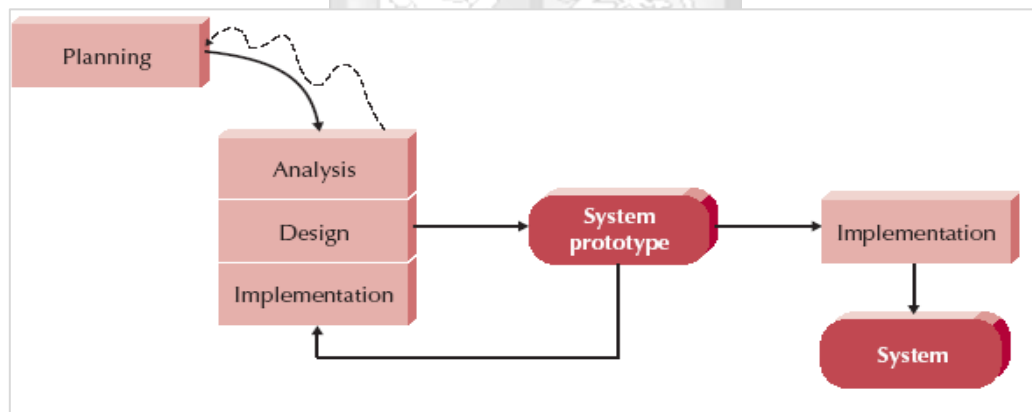 Planning
Analysis
Design
Implementation
System
prototype
Implementation
System